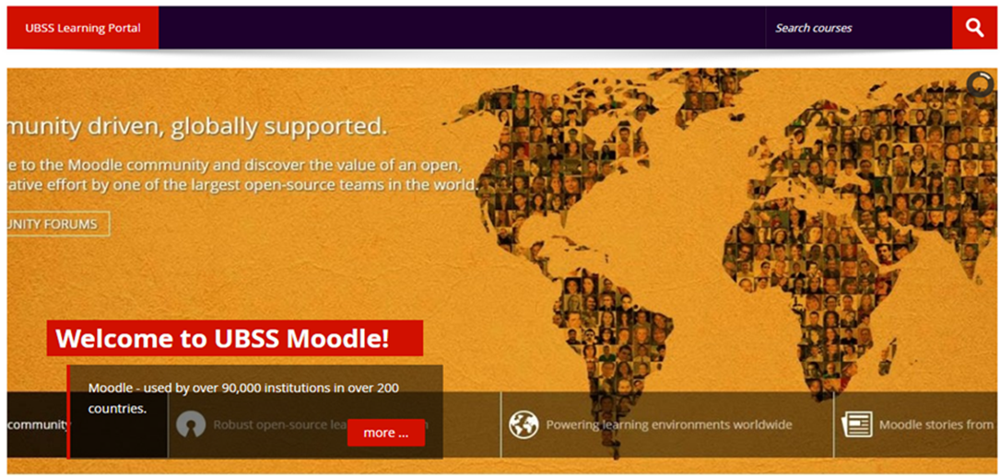 UBSS Learning Portal
Search courses
munity driven, globally supported.
e to the Moodle community and discover the value of an open,
ative effort by one of the largest open-source teams in the world.
UNITY FORUMS
Welcome to UBSS Moodle!
Moodle - used by over 90,000 institutions in over 200
countries.
more ...
community
Robust open-source lea
Powering learning environments worldwide
Moodle stories from